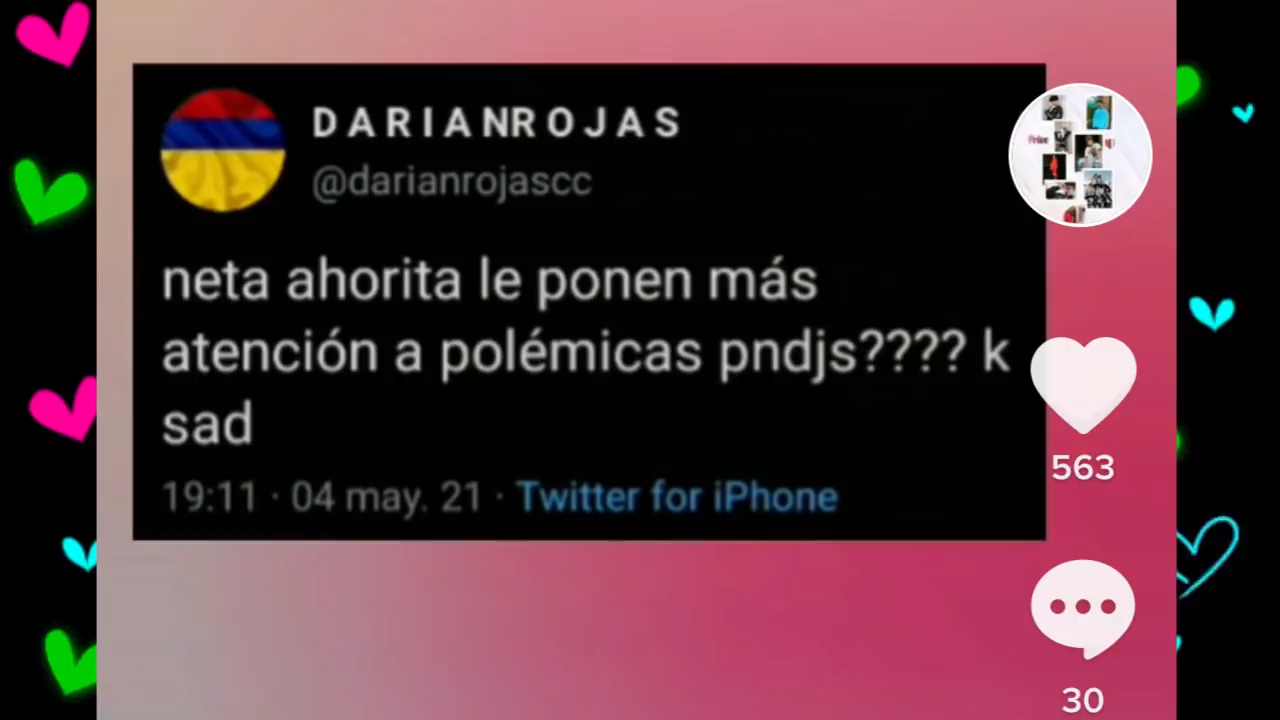 D A R I A NR O J A S
@darianrojascc
neta ahorita le ponen más
atención a polémicas pndjs???? k
sad
19:11 · 04 may. 21 · Twitter for iPhone
563
30